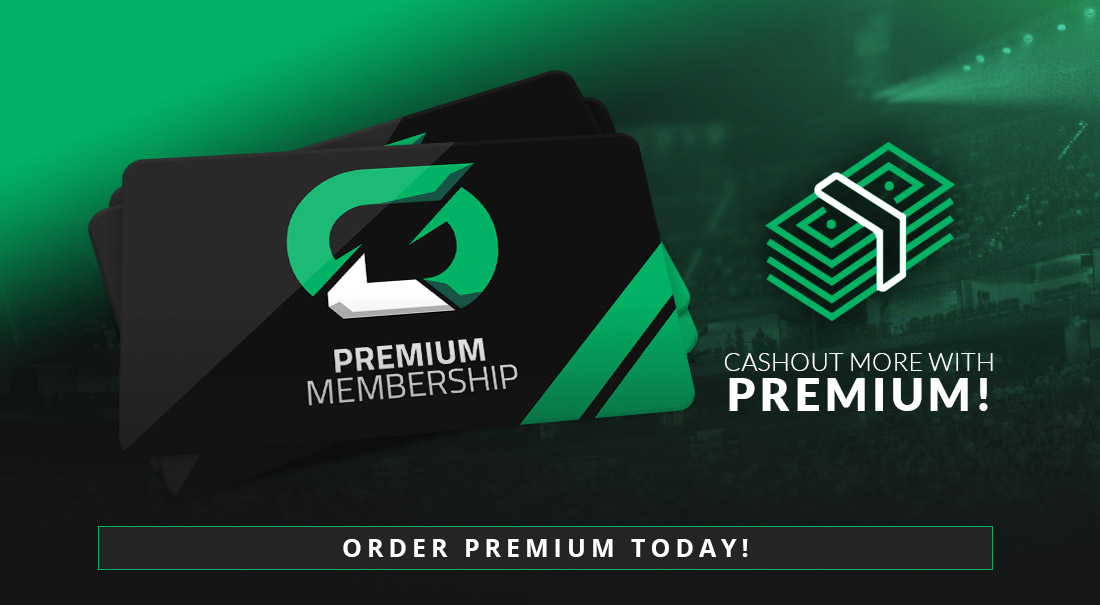 PREMIUM
MEMBERSHIP
CASHOUT MORE WITH
PREMIUM!
ORDER PREMIUM TODAY!